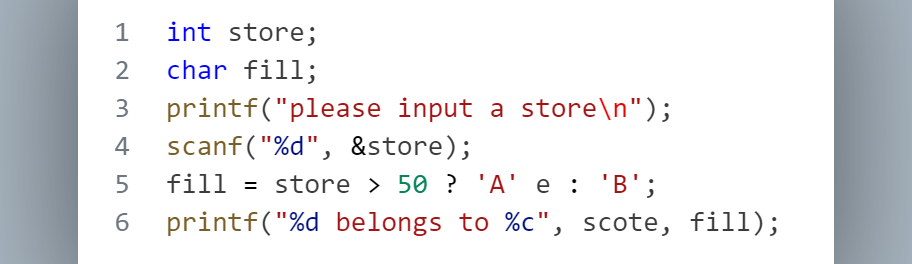 1 int store;
2 char fill;
3 printf("please input a store\n");
4 scanf("%d", &store);
5 fill = store > 50 ? 'A' e : 'B';
6 printf("%d belongs to %c", scote, fill);